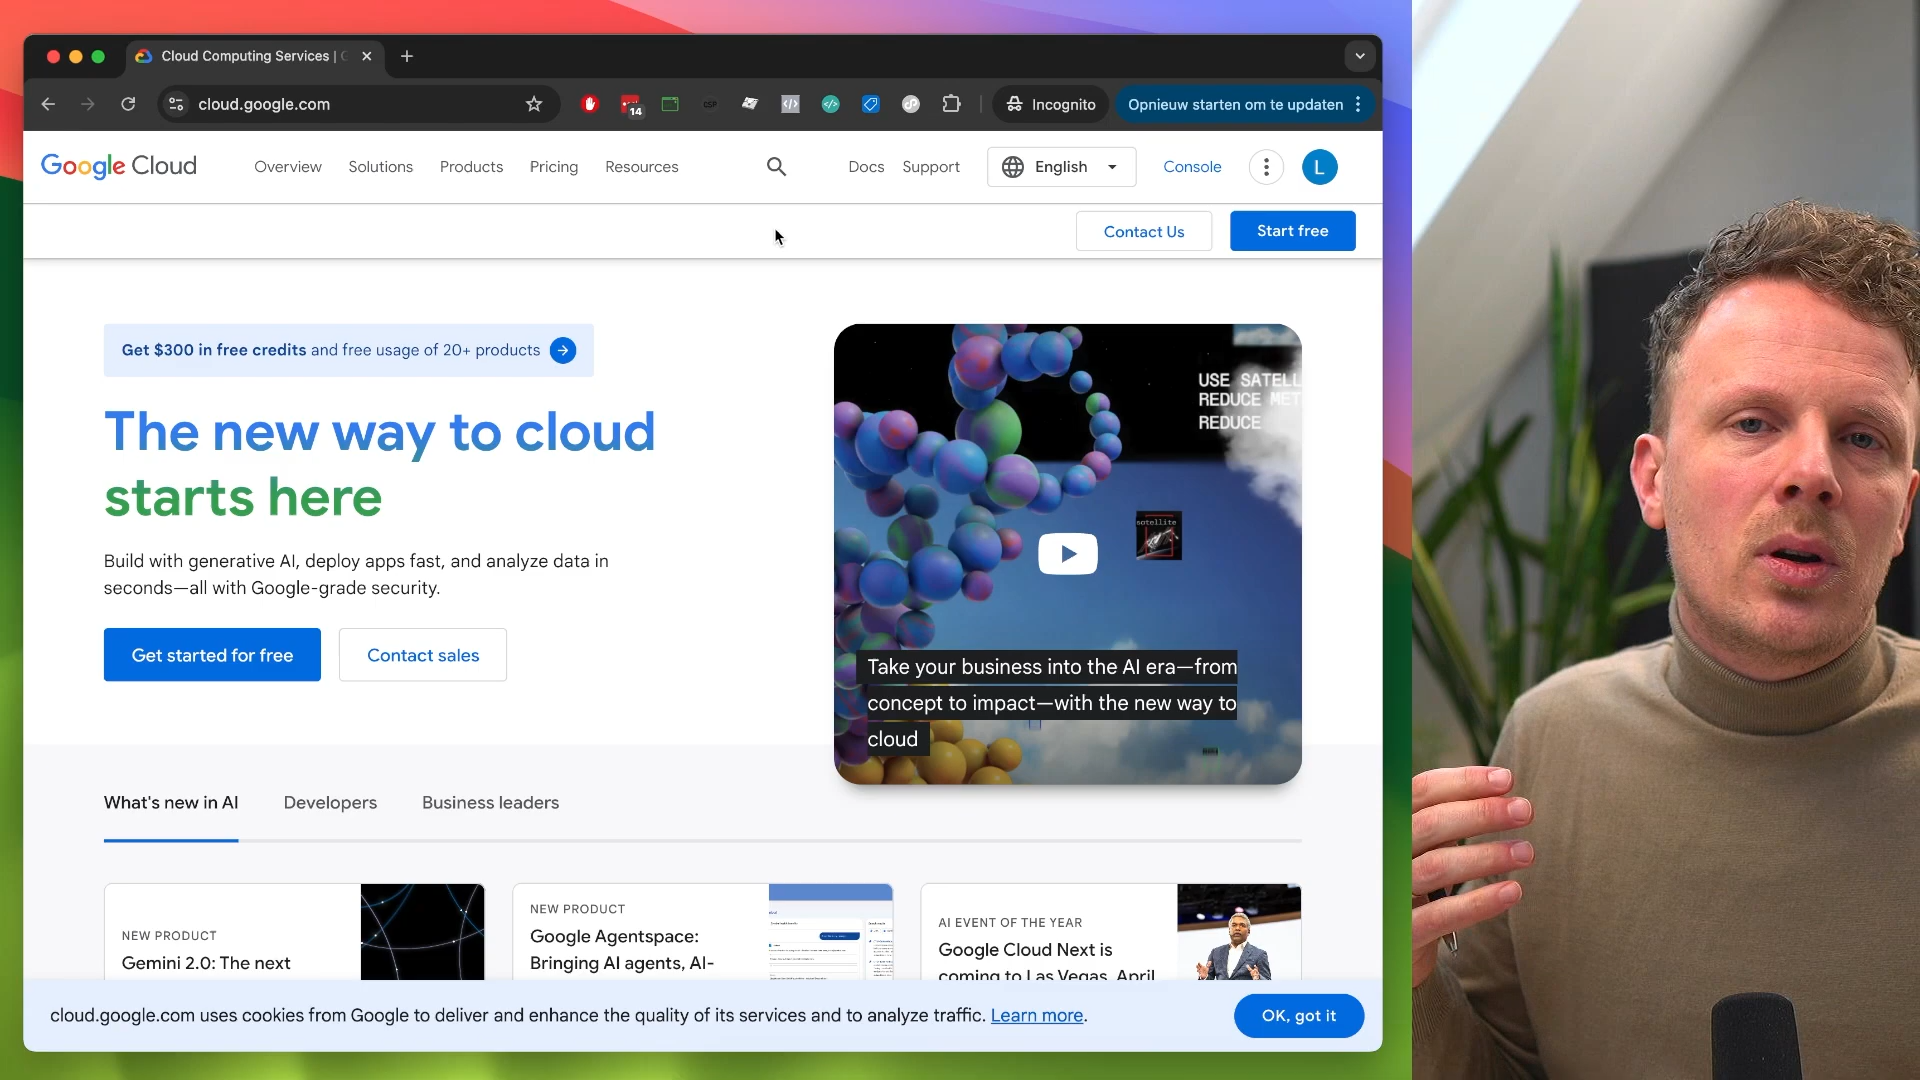 Cloud Computing Services |
cloud.google.com
14
Incognito
Opnieuw starten om te updaten
Google Cloud
Overview
Solutions
Products
Pricing
Resources
Docs
Support
English
Console
L
Contact Us
Start free
Get $300 in free credits and free usage of 20+ products
The new way to cloud
starts here
Build with generative AI, deploy apps fast, and analyze data in
seconds—all with Google-grade security.
Get started for free
Contact sales
USE SATELL
REDUCE MET
REDUCE
satellite
Take your business into the AI era—from
concept to impact—with the new way to
cloud
What's new in AI
Developers
Business leaders
NEW PRODUCT
Gemini 2.0: The next
NEW PRODUCT
Google Agentspace:
Bringing AI agents, AI-
AI EVENT OF THE YEAR
Google Cloud Next is
coming to Las Vegas, April
cloud.google.com uses cookies from Google to deliver and enhance the quality of its services and to analyze traffic. Learn more.
OK, got it